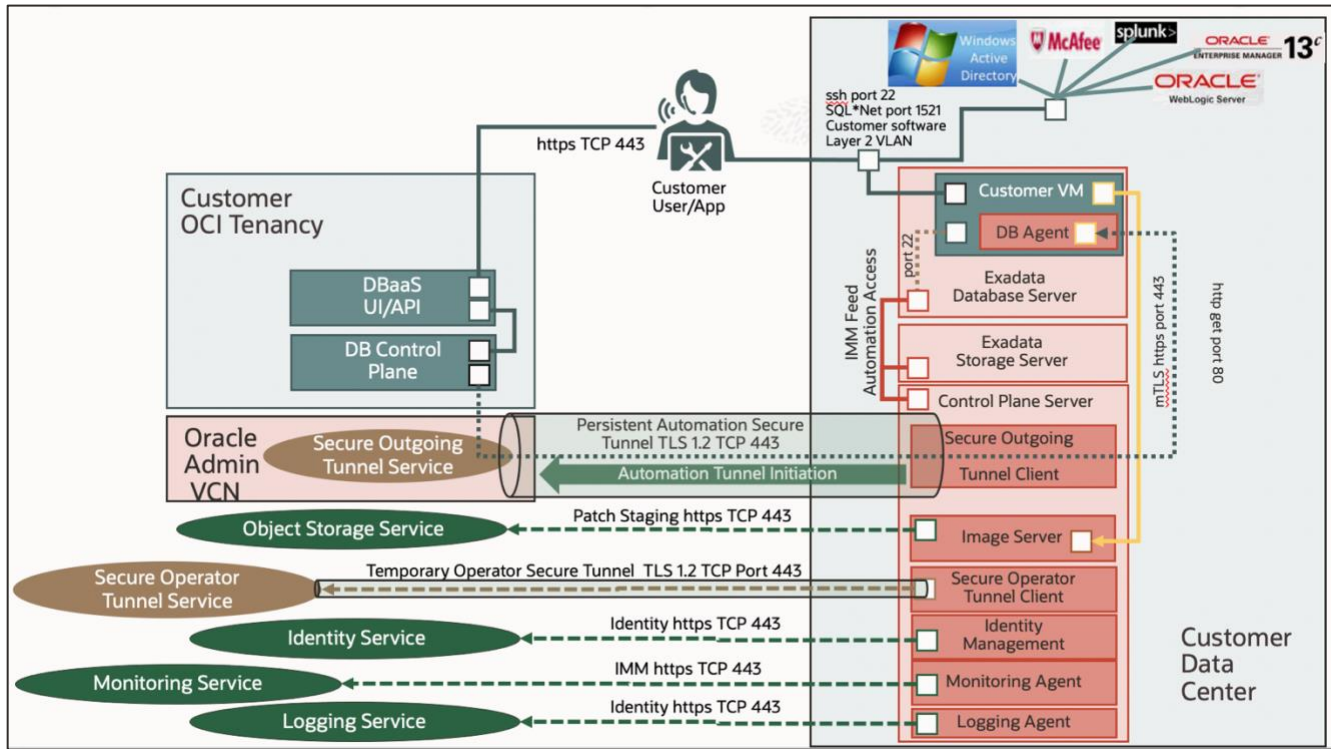 Windows
Active
Directory
McAfee
splunk>
ORACLE
ENTERPRISE MANAGER 13c
ORACLE
WebLogic Server
ssh port 22
SQL*Net port 1521
Customer software
Layer 2 VLAN
https TCP 443
Customer
User/App
Customer
OCI Tenancy
DBaaS
UI/API
DB Control
Plane
Customer VM
DB Agent
port 22
Exadata
Database Server
IMM Feed
Automation Access
Exadata
Storage Server
Control Plane Server
mTLS https port 443
http get port 80
Oracle
Admin
VCN
Secure Outgoing
Tunnel Service
Persistent Automation Secure
Tunnel TLS 1.2 TCP 443
Automation Tunnel Initiation
Secure Outgoing
Tunnel Client
Object Storage Service
Patch Staging https TCP 443
Image Server
Secure Operator
Tunnel Service
Temporary Operator Secure Tunnel TLS 1.2 TCP Port 443
Secure Operator
Tunnel Client
Identity Service
Identity https TCP 443
Identity
Management
Monitoring Service
IMM https TCP 443
Monitoring Agent
Logging Service
Identity https TCP 443
Logging Agent
Customer
Data
Center